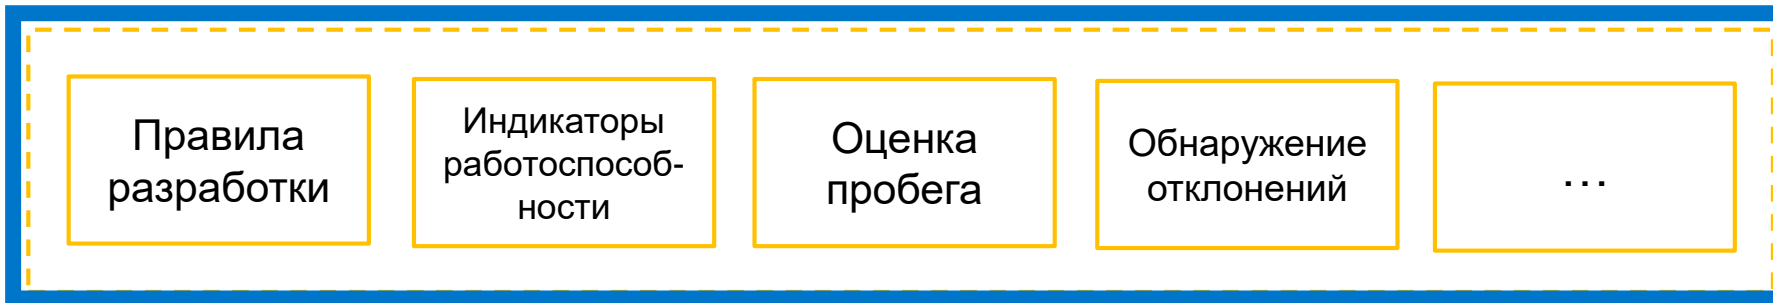 Правила
разработки
Индикаторы
работоспособ-
ности
Оценка
пробега
Обнаружение
отклонений
...